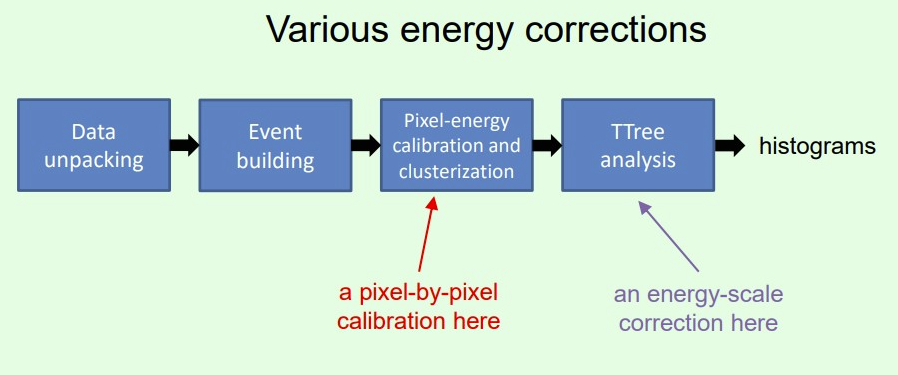 Various energy corrections
Data
unpacking
Event
building
Pixel-energy
calibration and
clusterization
TTree
analysis
histograms
a pixel-by-pixel
calibration here
an energy-scale
correction here